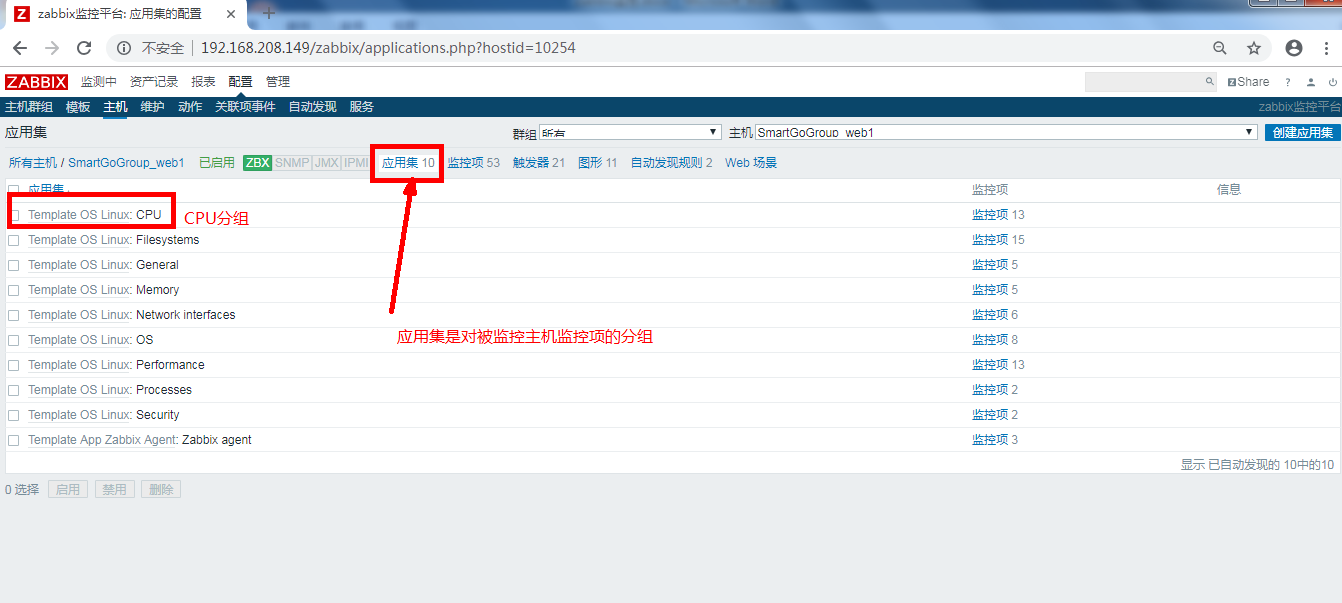 Z zabbix监控平台: 应用集的配置
不安全 192.168.208.149/zabbix/applications.php?hostid=10254
ZABBIX 监测中 资产记录 报表 配置 管理 Z Share ?
主机群组 模板 主机 维护 动作 关联项事件 自动发现 服务 zabbix监控平台
应用集 群组 所有 主机 SmartGoGroup_web1 创建应用集
所有主机 / SmartGoGroup_web1 已启用 ZBX SNMP JMX IPMI 应用集 10 监控项 53 触发器 21 图形 11 自动发现规则 2 Web 场景
应用集 监控项 信息
Template OS Linux: CPU CPU分组 监控项 13
Template OS Linux: Filesystems 监控项 15
Template OS Linux: General 监控项 5
Template OS Linux: Memory 监控项 5
Template OS Linux: Network interfaces 监控项 6
应用集是对被监控主机监控项的分组
Template OS Linux: OS 监控项 8
Template OS Linux: Performance 监控项 13
Template OS Linux: Processes 监控项 2
Template OS Linux: Security 监控项 2
Template App Zabbix Agent: Zabbix agent 监控项 3
显示 已自动发现的 10中的10
0 选择 启用 禁用 删除